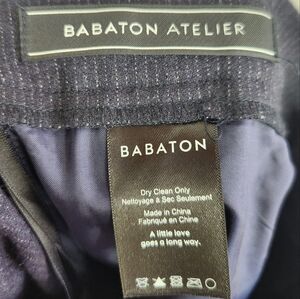 BABATON ATELIER
BABATON
Dry Clean Only
Nettoyage à Sec Seulement
Made in China
Fabriqué en Chine
A little love
goes a long way.